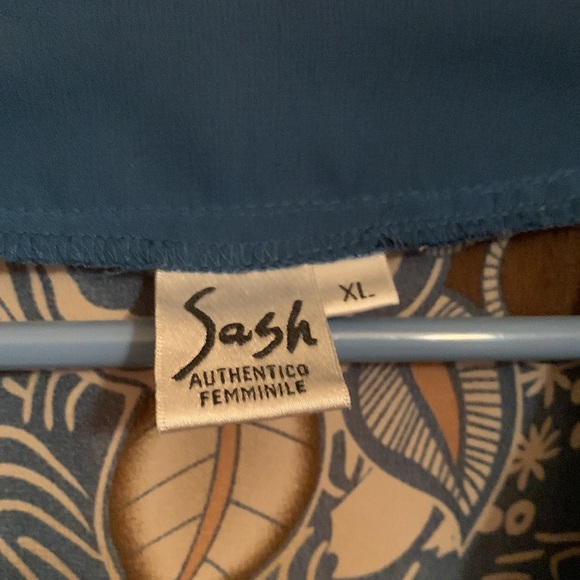 Sash
XL
AUTHENTICO
FEMMINILE